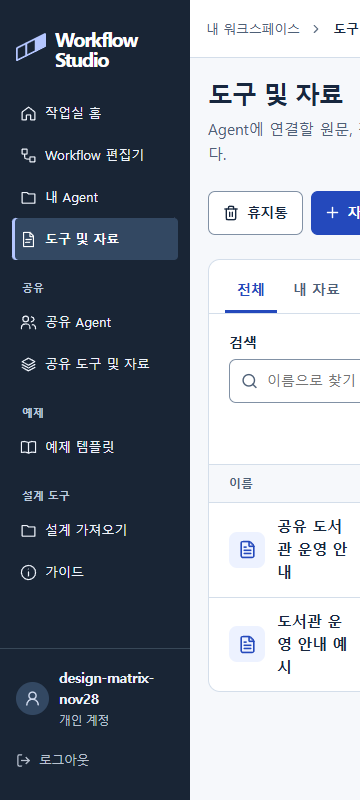 Workflow
Studio
작업실 홈
Workflow 편집기
내 Agent
도구 및 자료
공유
공유 Agent
공유 도구 및 자료
예제
예제 템플릿
설계 도구
설계 가져오기
가이드
design-matrix-
nov28
개인 계정
로그아웃
내 워크스페이스 > 도구
도구 및 자료
Agent에 연결할 원문,
다.
휴지통
+ 자
전체
내 자료
검색
이름으로 찾기
이름
공유 도서
관 운영 안
내
도서관 운
영 안내 예
시